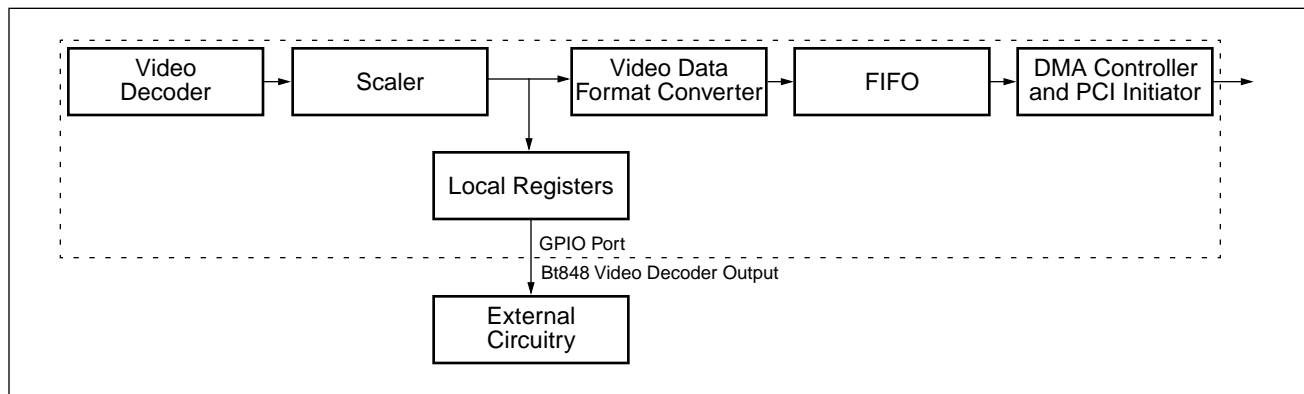 Video
Decoder
Scaler
Video Data
Format Converter
FIFO
DMA Controller
and PCI Initiator
Local Registers
GPIO Port
Bt848 Video Decoder Output
External
Circuitry